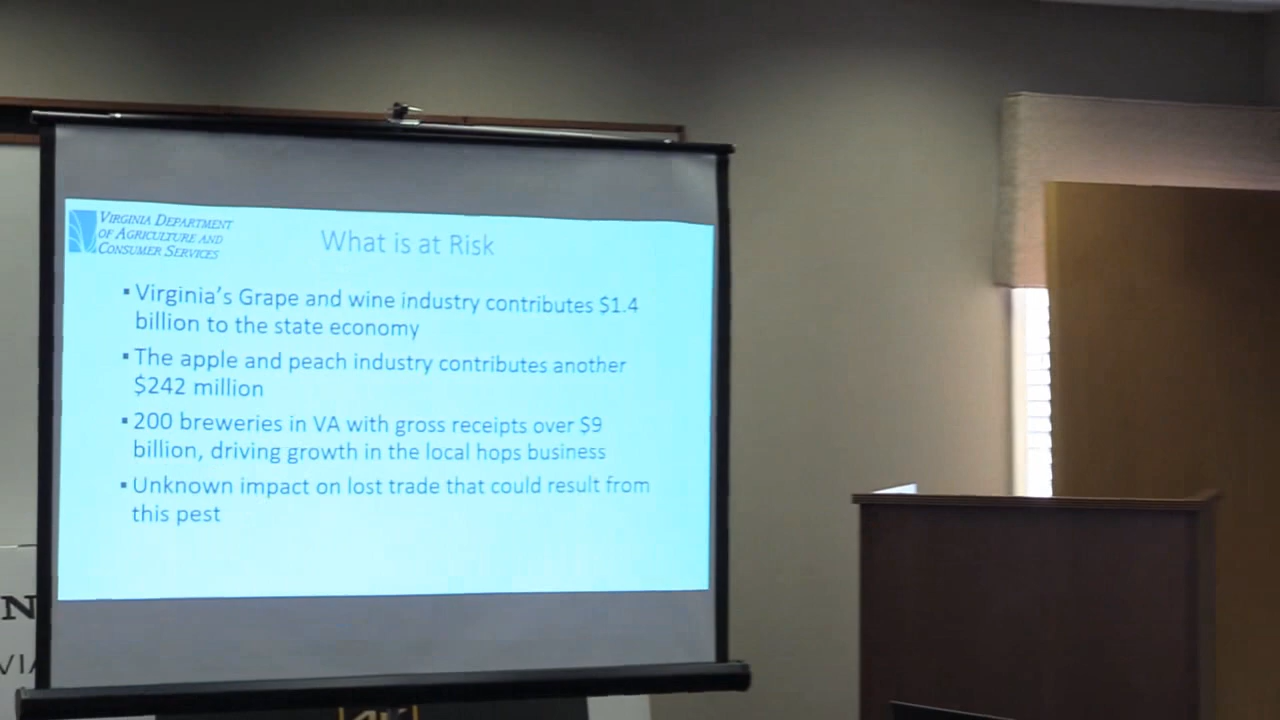 VIRGINIA DEPARTMENT
OF AGRICULTURE AND
CONSUMER SERVICES
What is at Risk
▪ Virginia's Grape and wine industry contributes $1.4
billion to the state economy
▪ The apple and peach industry contributes another
$242 million
▪ 200 breweries in VA with gross receipts over $9
billion, driving growth in the local hops business
▪ Unknown impact on lost trade that could result from
this pest
N
VIA